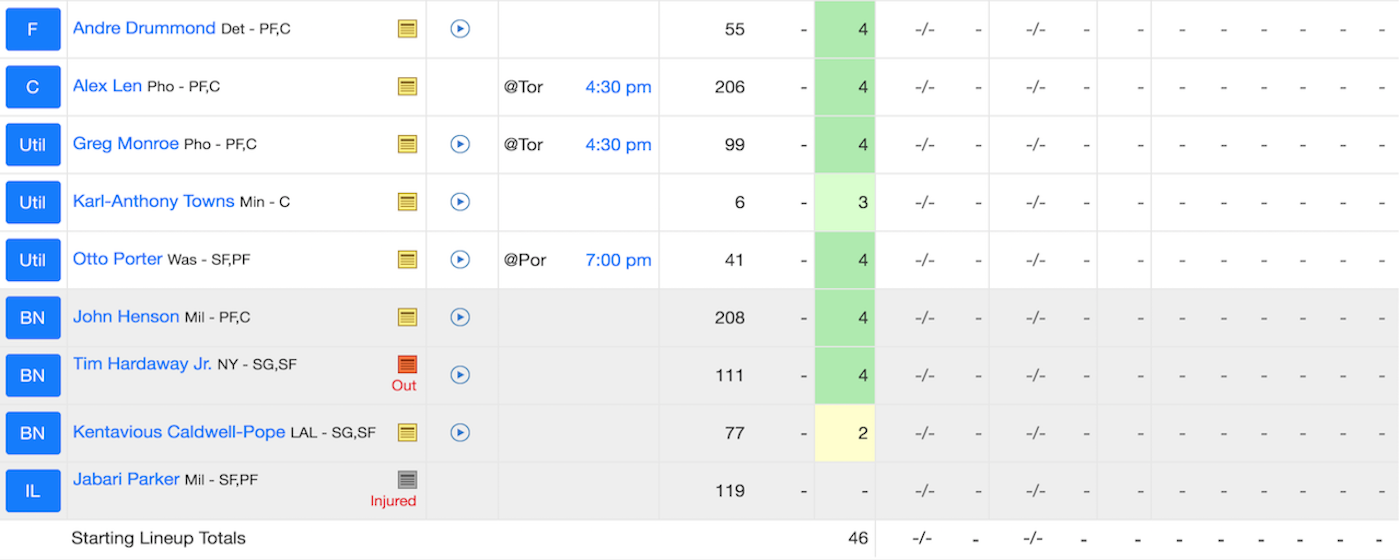 F Andre Drummond Det - PF,C 55 - 4 -/- - -/- - - - - - - - -
C Alex Len Pho - PF,C @Tor 4:30 pm 206 - 4 -/- - -/- - - - - - - - -
Util Greg Monroe Pho - PF,C @Tor 4:30 pm 99 - 4 -/- - -/- - - - - - - - -
Util Karl-Anthony Towns Min - C 6 - 3 -/- - -/- - - - - - - - -
Util Otto Porter Was - SF,PF @Por 7:00 pm 41 - 4 -/- - -/- - - - - - - - -
BN John Henson Mil - PF,C 208 - 4 -/- - -/- - - - - - - - -
BN Tim Hardaway Jr. NY - SG,SF Out 111 - 4 -/- - -/- - - - - - - - -
BN Kentavious Caldwell-Pope LAL - SG,SF 77 - 2 -/- - -/- - - - - - - - -
IL Jabari Parker Mil - SF,PF Injured 119 - - -/- - -/- - - - - - - - -
Starting Lineup Totals 46 -/- - -/- - - - - - - - -